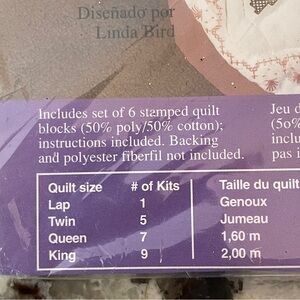 Diseñado por
Linda Bird
Includes set of 6 stamped quilt
blocks (50% poly/50% cotton);
instructions included. Backing
and polyester fiberfil not included.
Jeu d
(50%
inclu
pas i
Quilt size # of Kits Taille du quilt
Lap 1 Genoux
Twin 5 Jumeau
Queen 7 1,60 m
King 9 2,00 m